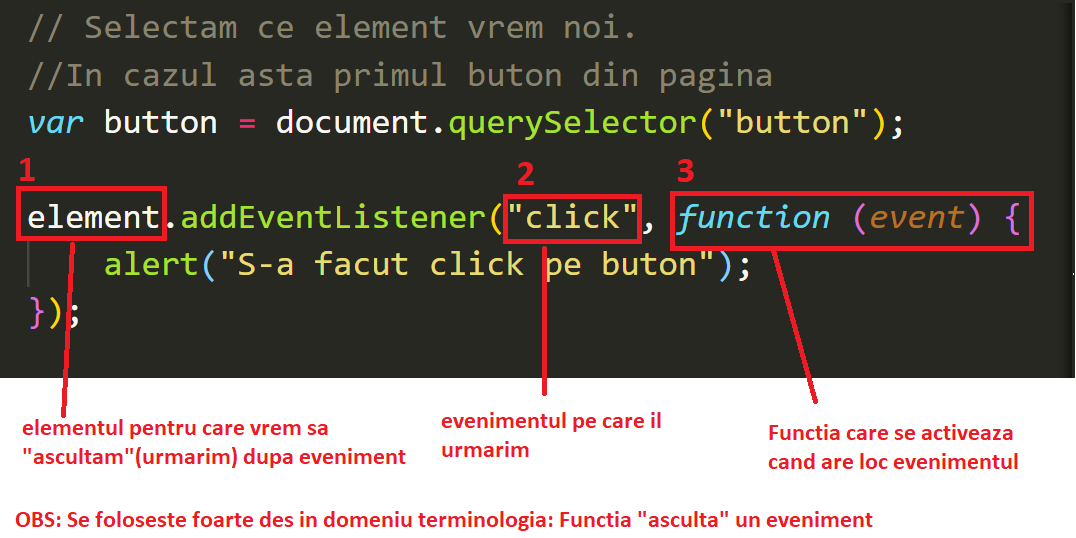 // Selectam ce element vrem noi.
//In cazul asta primul buton din pagina
var button = document.querySelector("button");
1 2 3
element.addEventListener("click", function (event) {
alert("S-a facut click pe buton");
});
elementul pentru care vrem sa
"ascultam"(urmarim) dupa eveniment
evenimentul pe care il
urmarim
Functia care se activeaza
cand are loc evenimentul
OBS: Se foloseste foarte des in domeniu terminologia: Functia "asculta" un eveniment